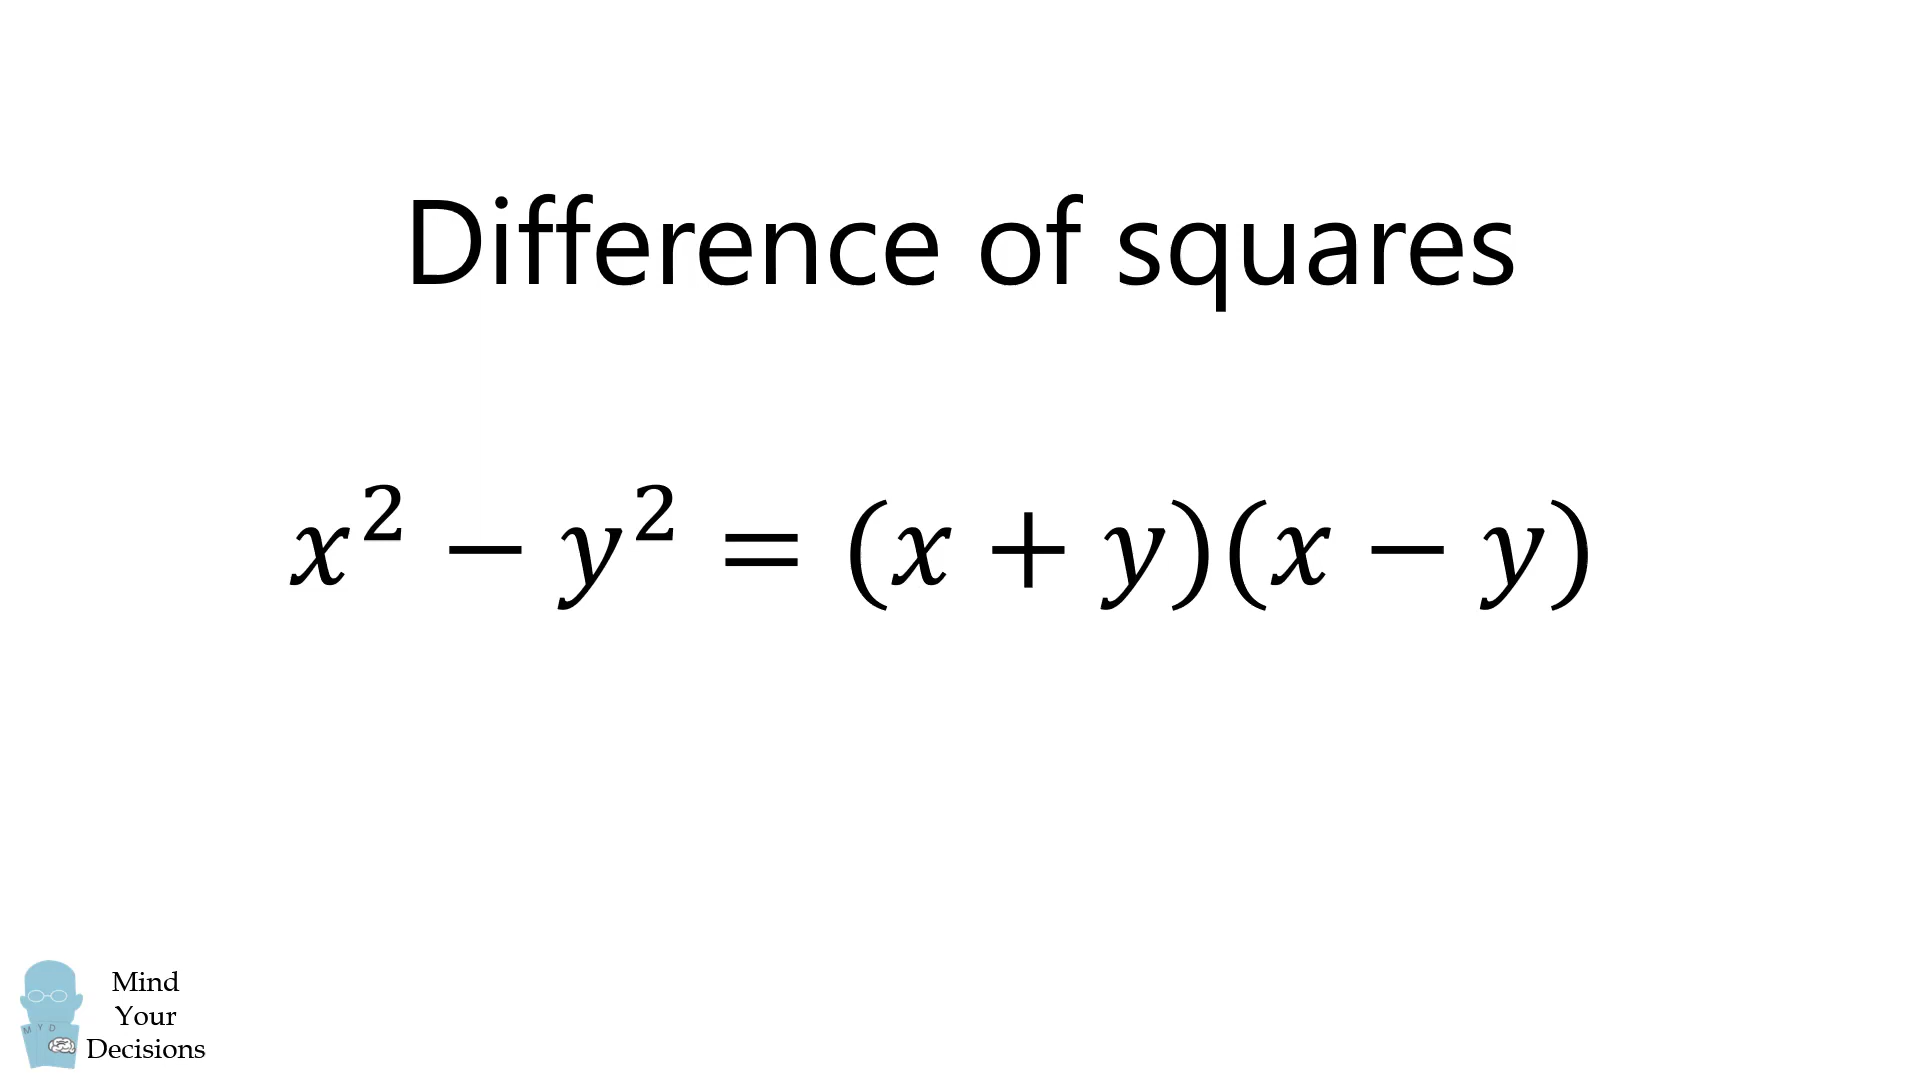 Difference of squares
x² − y² = (x + y)(x − y)
M Y D
Mind
Your
Decisions